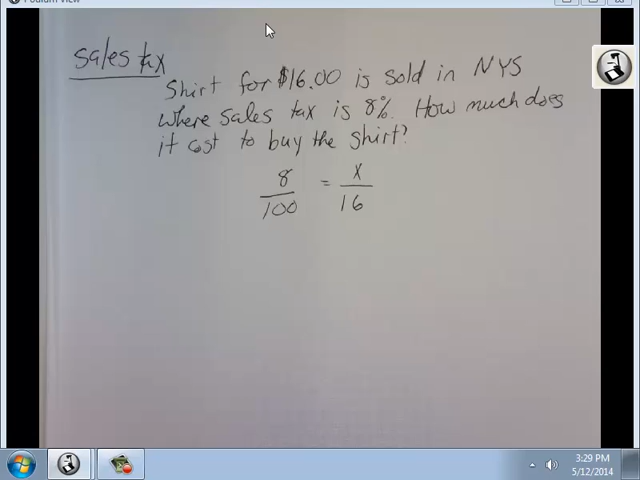 Podium View
Sales tax
Shirt for $16.00 is sold in NYS
where sales tax is 8%. How much does
it cost to buy the shirt?
8/100 = x/16
3:29 PM
5/12/2014